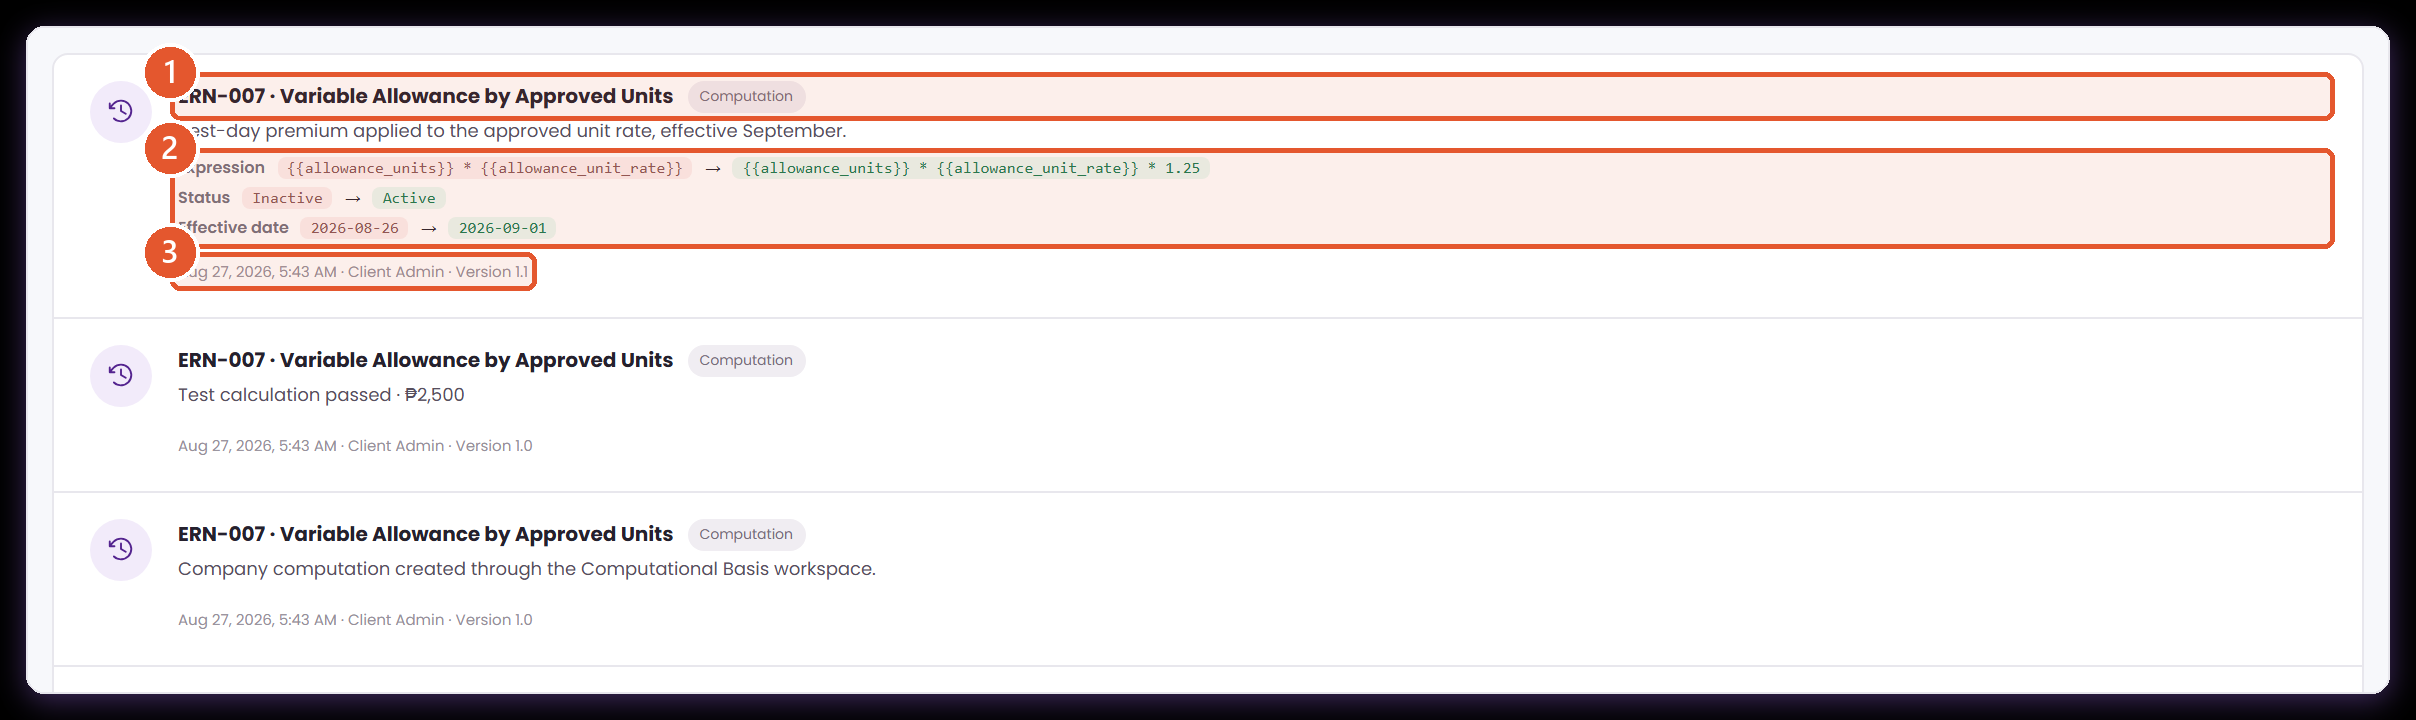 1
ERN-007 · Variable Allowance by Approved Units Computation
2
est-day premium applied to the approved unit rate, effective September.
Expression {{allowance_units}} * {{allowance_unit_rate}} → {{allowance_units}} * {{allowance_unit_rate}} * 1.25
Status Inactive → Active
Effective date 2026-08-26 → 2026-09-01
3
Aug 27, 2026, 5:43 AM · Client Admin · Version 1.1
ERN-007 · Variable Allowance by Approved Units Computation
Test calculation passed · ₱2,500
Aug 27, 2026, 5:43 AM · Client Admin · Version 1.0
ERN-007 · Variable Allowance by Approved Units Computation
Company computation created through the Computational Basis workspace.
Aug 27, 2026, 5:43 AM · Client Admin · Version 1.0